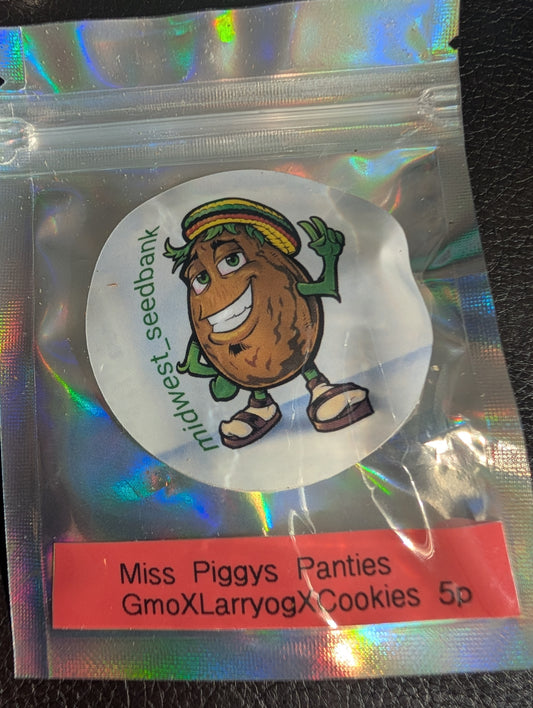 midwest_seedbank
Miss Piggys Panties
GmoXLarryogXCookies 5p